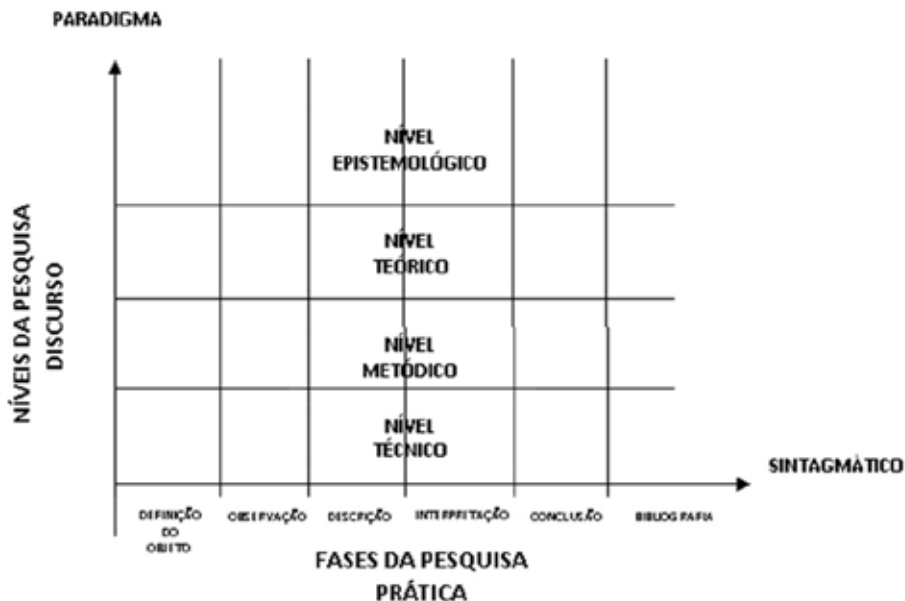 PARADIGMA
NÍVEL
EPISTEMOLÓGICO
NÍVEL
TEÓRICO
NÍVEL
METÓDICO
NÍVEL
TÉCNICO
NÍVEIS DA PESQUISA
DISCURSO
SINTAGMÁTICO
DEFINIÇÃO
DO
OBJETO
OBSERVAÇÃO
DISCRIÇÃO
INTERPRETAÇÃO
CONCLUSÃO
BIBLIOGRAFIA
FASES DA PESQUISA
PRÁTICA